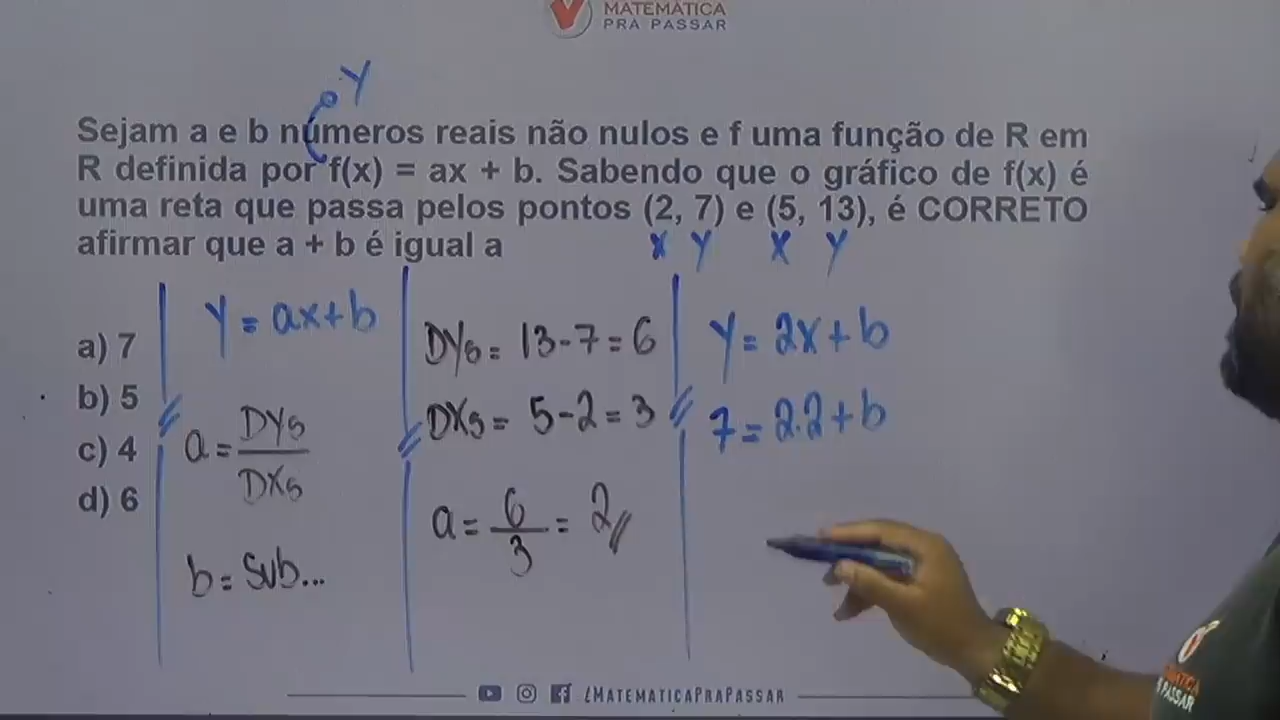 MATEMÁTICA
PRA PASSAR
Y
Sejam a e b números reais não nulos e f uma função de R em
R definida por f(x) = ax + b. Sabendo que o gráfico de f(x) é
uma reta que passa pelos pontos (2, 7) e (5, 13), é CORRETO
afirmar que a + b é igual a
X Y X Y
a) 7
b) 5
c) 4
d) 6
Y = ax + b
a = DYs / DXs
b = Sub...
DYs = 13 - 7 = 6
DXs = 5 - 2 = 3
a = 6 / 3 = 2
Y = 2x + b
7 = 2.2 + b
/MATEMATICAPRAPASSAR
PASSAR